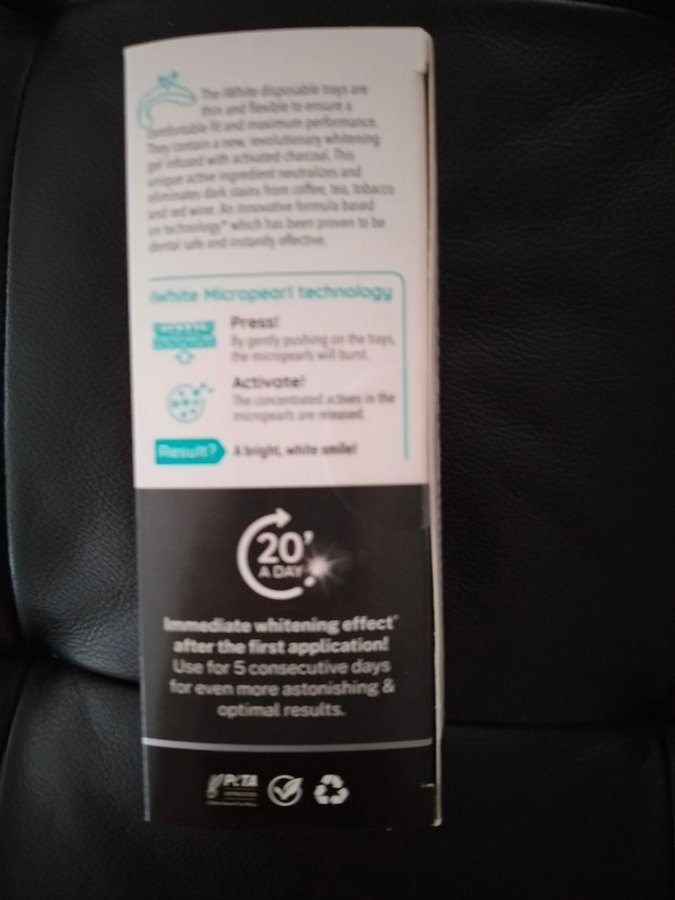 The iWhite disposable trays are
thin and flexible to ensure a
comfortable fit and maximum performance.
They contain a new, revolutionary whitening
gel infused with activated charcoal. This
unique active ingredient neutralizes and
eliminates dark stains from coffee, tea, tobacco
and red wine. An innovative formula based
on technology* which has been proven to be
dental safe and instantly effective.
iWhite Micropearl technology
Press!
By gently pushing on the trays,
the micropearls will burst.
Activate!
The concentrated actives in the
micropearls are released.
Result?
A bright, white smile!
20'
A DAY
Immediate whitening effect*
after the first application!
Use for 5 consecutive days
for even more astonishing &
optimal results.
PETA